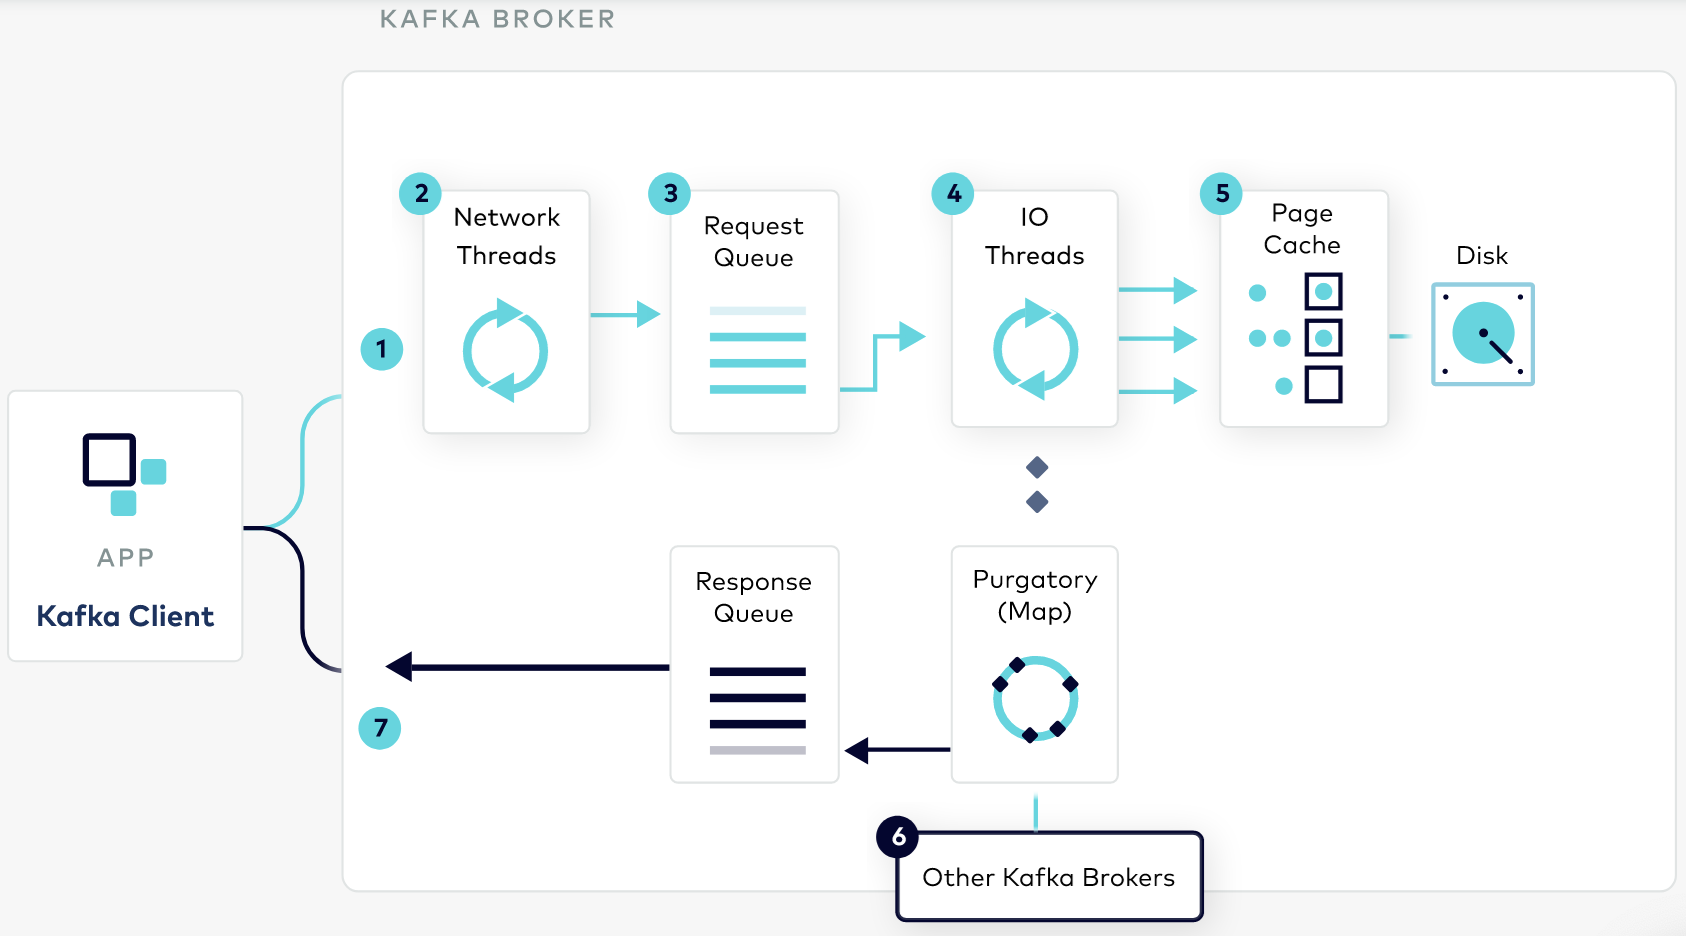 KAFKA BROKER
1
2
Network
Threads
3
Request
Queue
4
IO
Threads
5
Page
Cache
Disk
APP
Kafka Client
Response
Queue
Purgatory
(Map)
7
6
Other Kafka Brokers